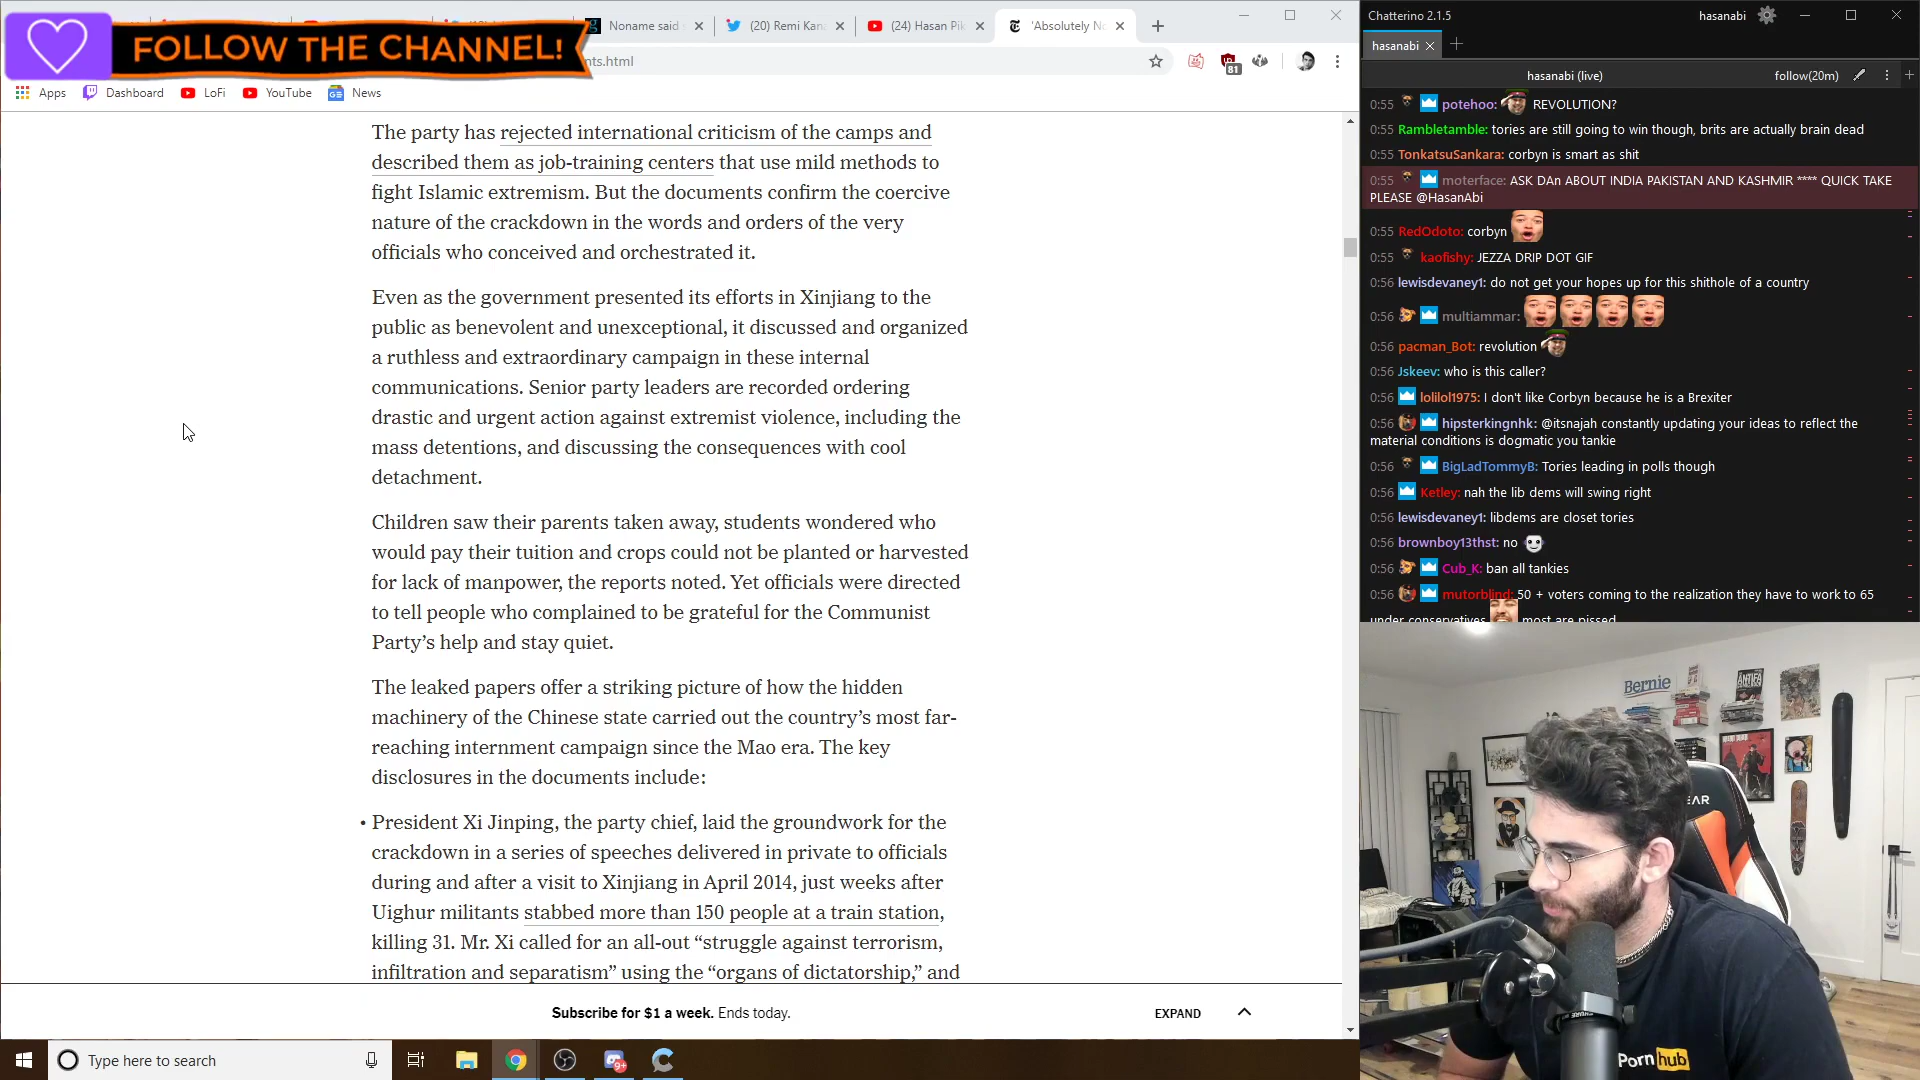 FOLLOW THE CHANNEL!
Noname said
(20) Remi Kana
(24) Hasan Pik
'Absolutely No
nts.html
81
Apps
Dashboard
LoFi
YouTube
News
The party has rejected international criticism of the camps and
described them as job-training centers that use mild methods to
fight Islamic extremism. But the documents confirm the coercive
nature of the crackdown in the words and orders of the very
officials who conceived and orchestrated it.
Even as the government presented its efforts in Xinjiang to the
public as benevolent and unexceptional, it discussed and organized
a ruthless and extraordinary campaign in these internal
communications. Senior party leaders are recorded ordering
drastic and urgent action against extremist violence, including the
mass detentions, and discussing the consequences with cool
detachment.
Children saw their parents taken away, students wondered who
would pay their tuition and crops could not be planted or harvested
for lack of manpower, the reports noted. Yet officials were directed
to tell people who complained to be grateful for the Communist
Party’s help and stay quiet.
The leaked papers offer a striking picture of how the hidden
machinery of the Chinese state carried out the country’s most far-
reaching internment campaign since the Mao era. The key
disclosures in the documents include:
• President Xi Jinping, the party chief, laid the groundwork for the
crackdown in a series of speeches delivered in private to officials
during and after a visit to Xinjiang in April 2014, just weeks after
Uighur militants stabbed more than 150 people at a train station,
killing 31. Mr. Xi called for an all-out “struggle against terrorism,
infiltration and separatism” using the “organs of dictatorship,” and
Subscribe for $1 a week. Ends today.
EXPAND
Type here to search
Chatterino 2.1.5
hasanabi
hasanabi
hasanabi (live)
follow(20m)
0:55 potehoo: REVOLUTION?
0:55 Rambletamble: tories are still going to win though, brits are actually brain dead
0:55 TonkatsuSankara: corbyn is smart as shit
0:55 moterface: ASK DAn ABOUT INDIA PAKISTAN AND KASHMIR **** QUICK TAKE
PLEASE @HasanAbi
0:55 RedOdoto: corbyn
0:55 kaofishy: JEZZA DRIP DOT GIF
0:56 lewisdevaney1: do not get your hopes up for this shithole of a country
0:56 multiammar:
0:56 pacman_Bot: revolution
0:56 Jskeev: who is this caller?
0:56 lolilol1975: I don't like Corbyn because he is a Brexiter
0:56 hipsterkingnhk: @itsnajah constantly updating your ideas to reflect the
material conditions is dogmatic you tankie
0:56 BigLadTommyB: Tories leading in polls though
0:56 Ketley: nah the lib dems will swing right
0:56 lewisdevaney1: libdems are closet tories
0:56 brownboy13thst: no
0:56 Cub_K: ban all tankies
0:56 mutorblind: 50 + voters coming to the realization they have to work to 65
under conservatives most are pissed
Bernie
ANTIFA
EAR
Porn hub